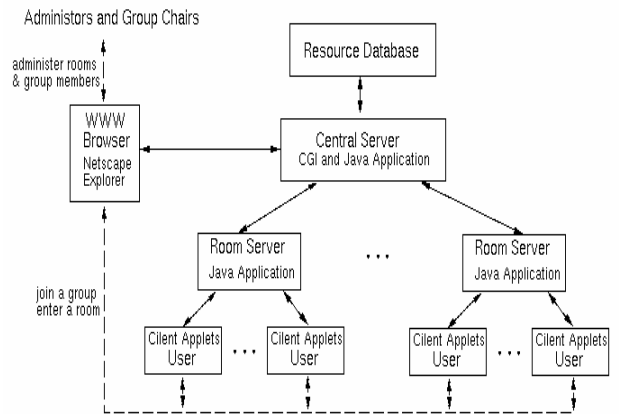 Administors and Group Chairs
administer rooms
& group members
Resource Database
WWW
Browser
Netscape
Explorer
Central Server
CGI and Java Application
Room Server
Java Application
...
Room Server
Java Application
join a group
enter a room
Cilent Applets
User
...
Cilent Applets
User
Cilent Applets
User
...
Cilent Applets
User